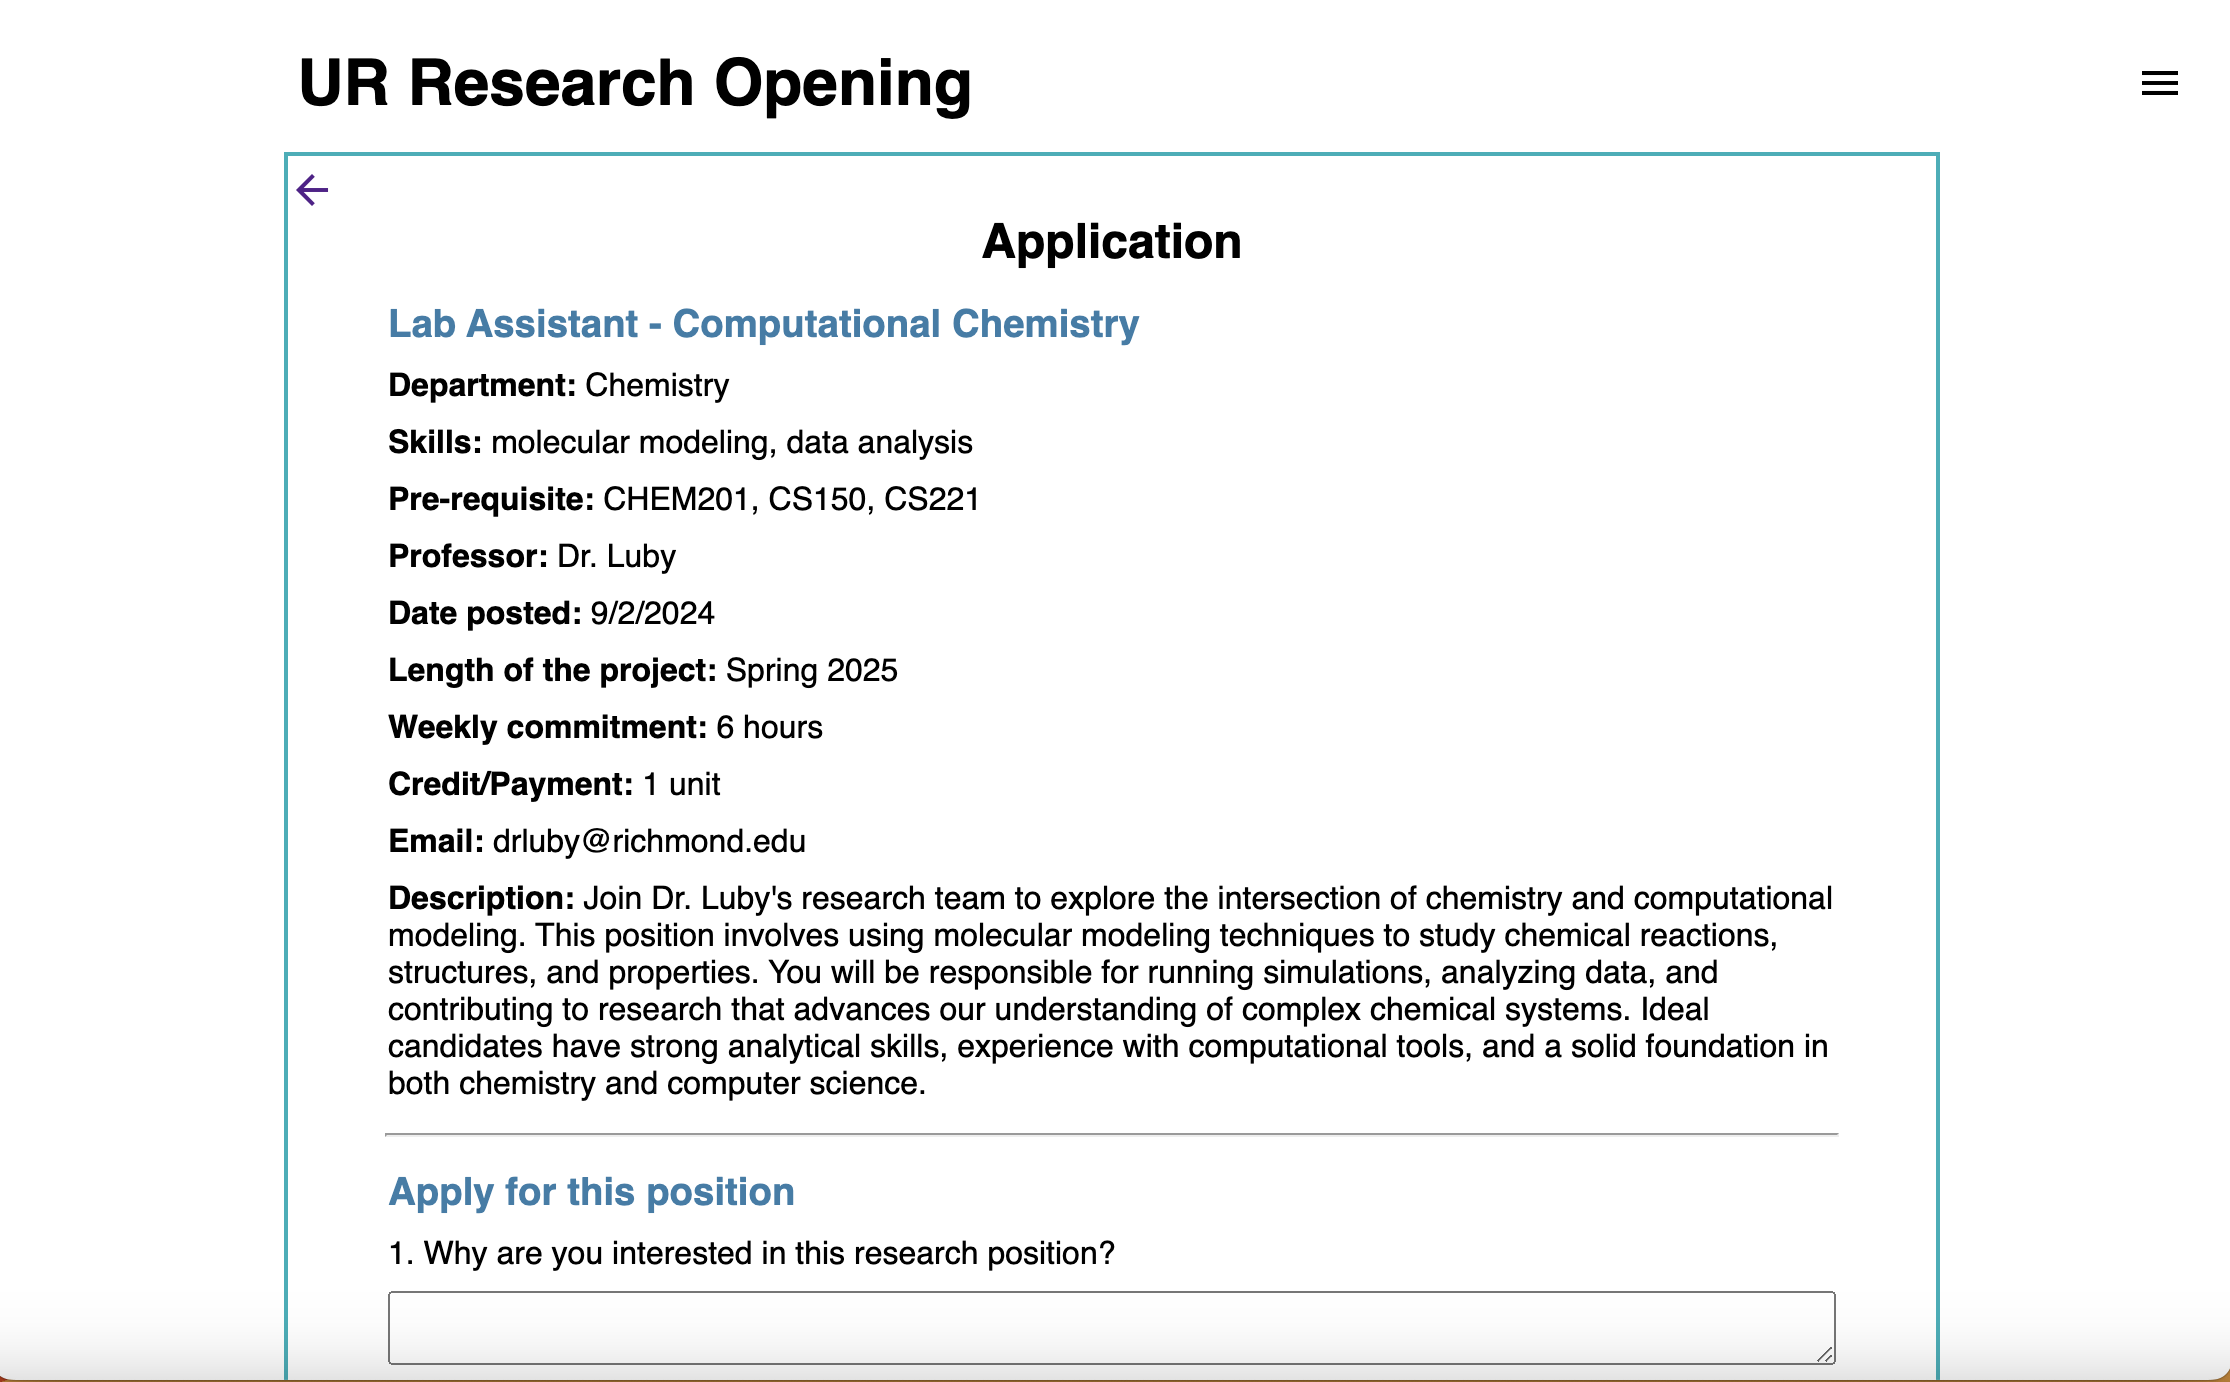 UR Research Opening
Application
Lab Assistant - Computational Chemistry
Department: Chemistry
Skills: molecular modeling, data analysis
Pre-requisite: CHEM201, CS150, CS221
Professor: Dr. Luby
Date posted: 9/2/2024
Length of the project: Spring 2025
Weekly commitment: 6 hours
Credit/Payment: 1 unit
Email: drluby@richmond.edu
Description: Join Dr. Luby's research team to explore the intersection of chemistry and computational
modeling. This position involves using molecular modeling techniques to study chemical reactions,
structures, and properties. You will be responsible for running simulations, analyzing data, and
contributing to research that advances our understanding of complex chemical systems. Ideal
candidates have strong analytical skills, experience with computational tools, and a solid foundation in
both chemistry and computer science.
Apply for this position
1. Why are you interested in this research position?